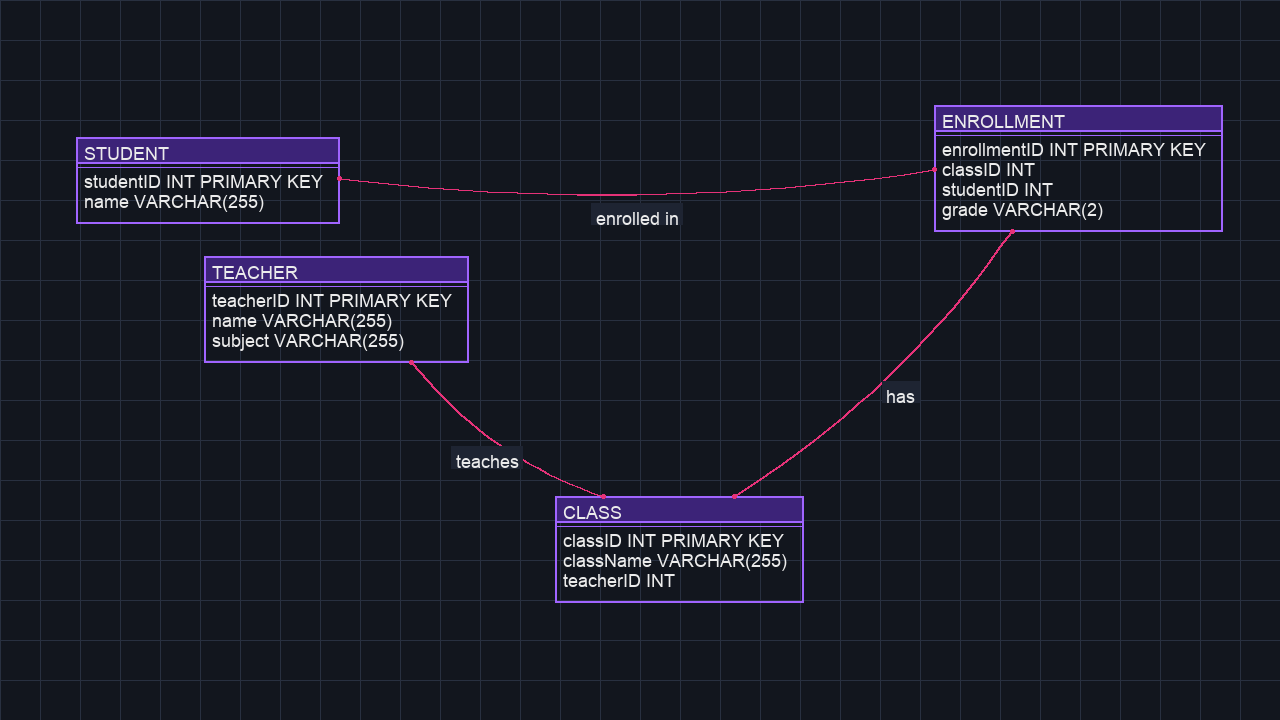 STUDENT
studentID INT PRIMARY KEY
name VARCHAR(255)
enrolled in
ENROLLMENT
enrollmentID INT PRIMARY KEY
classID INT
studentID INT
grade VARCHAR(2)
TEACHER
teacherID INT PRIMARY KEY
name VARCHAR(255)
subject VARCHAR(255)
has
teaches
CLASS
classID INT PRIMARY KEY
className VARCHAR(255)
teacherID INT